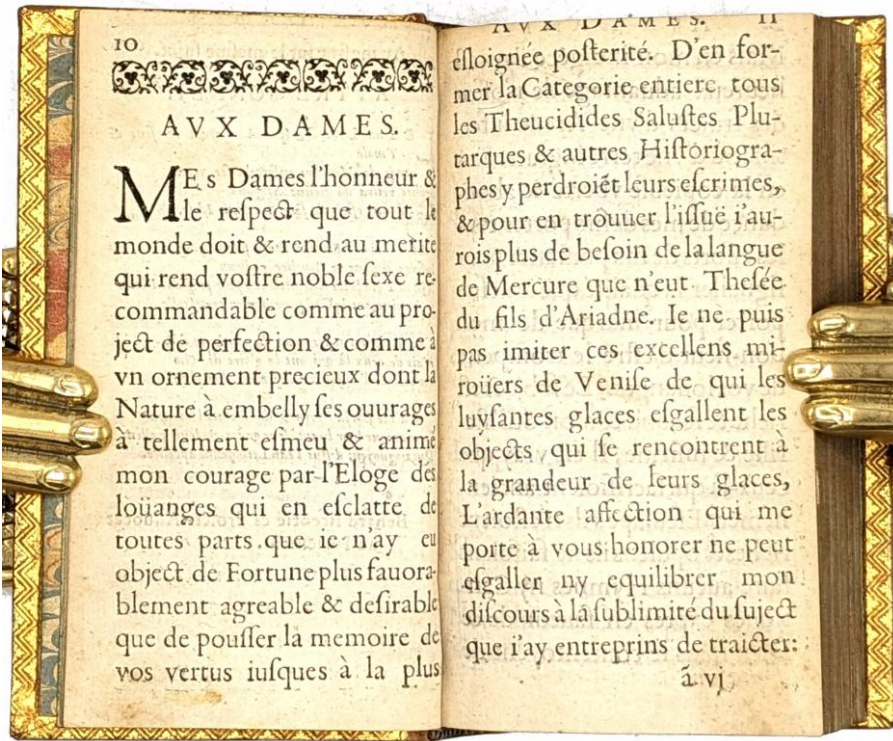 10
AVX DAMES.
MEs Dames l'honneur &
le reſpect que tout le
monde doit & rend au merite
qui rend voſtre noble ſexe re-
commandable comme au pro-
ject de perfection & comme à
vn ornement precieux dont la
Nature à embelly ſes ouurages
à tellement eſmeu & animé
mon courage par l'Eloge des
loüanges qui en eſclatte de
toutes parts que ie n'ay eu
object de Fortune plus fauora-
blement agreable & deſirable
que de pouſſer la memoire de
vos vertus iuſques à la plus
AVX DAMES. 11
eſloignée poſterité. D'en for-
mer la Categorie entiere tous
les Theucidides Saluſtes Plu-
tarques & autres Hiſtoriogra-
phes y perdroiẽt leurs eſcrimes,
& pour en trouuer l'iſſuë i'au-
rois plus de beſoin de la langue
de Mercure que n'eut Theſée
du fils d'Ariadne. Ie ne puis
pas imiter ces excellens mi-
roüers de Veniſe de qui les
luyſantes glaces eſgallent les
objects qui ſe rencontrent à
la grandeur de leurs glaces,
L'ardante affection qui me
porte à vous honorer ne peut
eſgaller ny equilibrer mon
diſcours à la ſublimité du ſuject
que i'ay entreprins de traicter:
ã vj